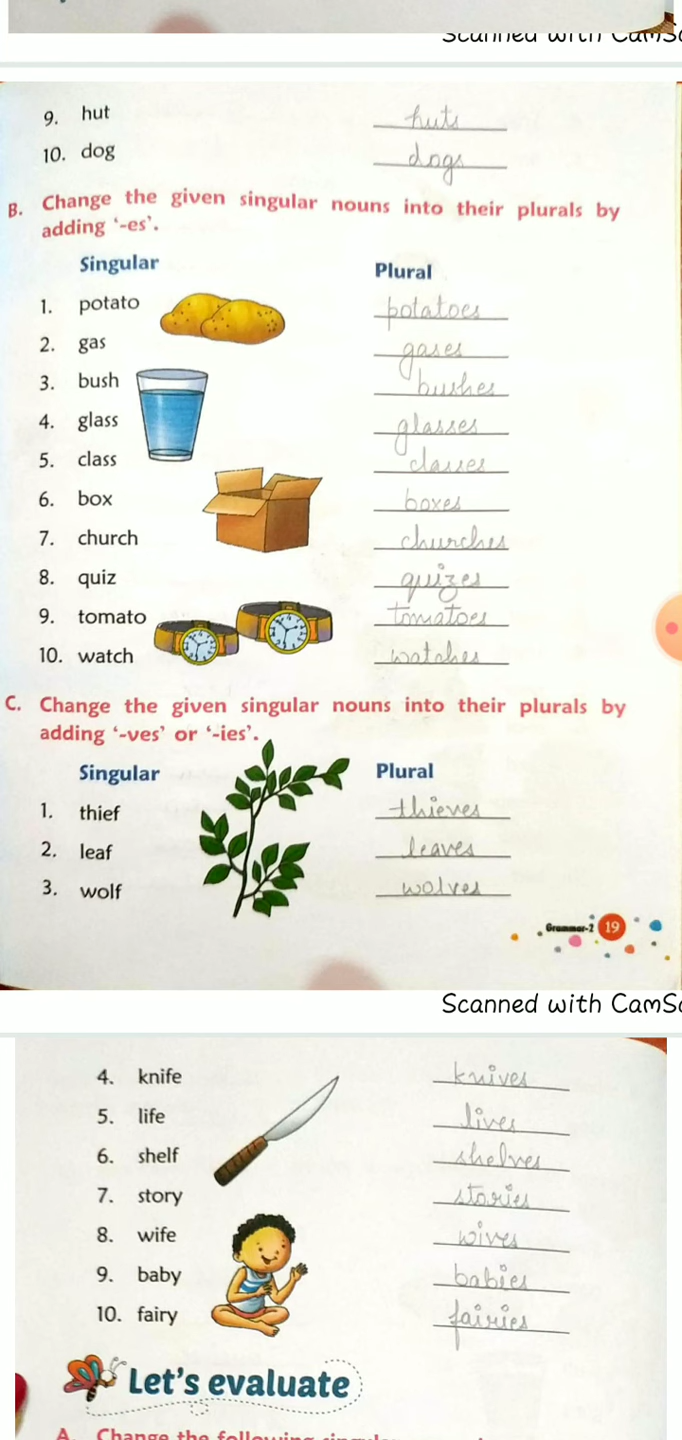 Scanned with CamSc
9. hut huts
10. dog dogs
B. Change the given singular nouns into their plurals by
adding ‘-es’.
Singular Plural
1. potato potatoes
2. gas gases
3. bush bushes
4. glass glasses
5. class classes
6. box boxes
7. church churches
8. quiz quizes
9. tomato tomatoes
10. watch watches
C. Change the given singular nouns into their plurals by
adding ‘-ves’ or ‘-ies’.
Singular Plural
1. thief thieves
2. leaf leaves
3. wolf wolves
Grammar-2 19
Scanned with CamSc
4. knife knives
5. life lives
6. shelf shelves
7. story stories
8. wife wives
9. baby babies
10. fairy fairies
Let’s evaluate
A. Change the following